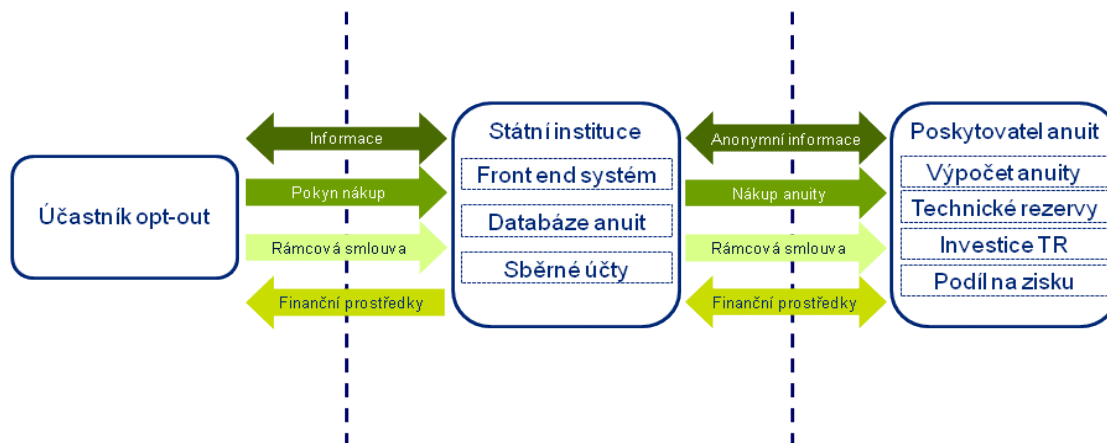 Účastník opt-out
Informace
Pokyn nákup
Rámcová smlouva
Finanční prostředky
Státní instituce
Front end systém
Databáze anuit
Sběrné účty
Anonymní informace
Nákup anuity
Rámcová smlouva
Finanční prostředky
Poskytovatel anuit
Výpočet anuity
Technické rezervy
Investice TR
Podíl na zisku